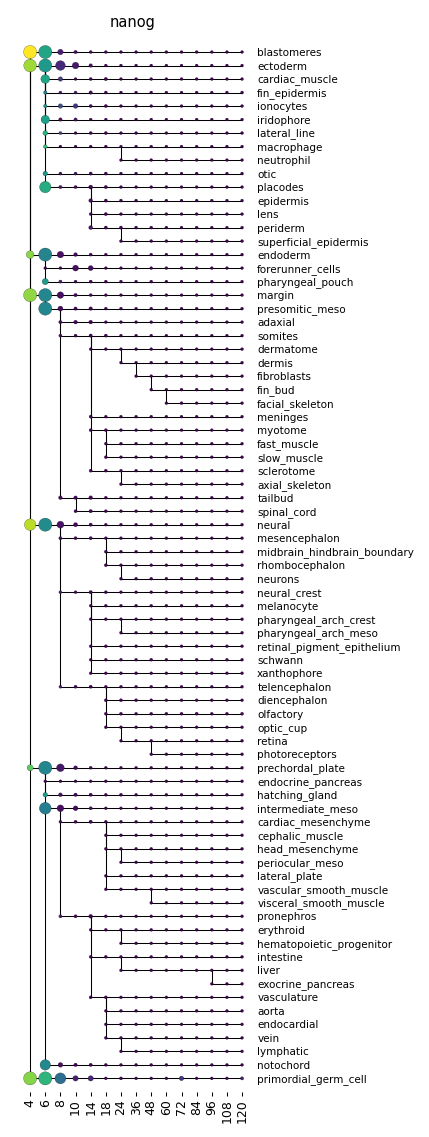 nanog
blastomeres
ectoderm
cardiac_muscle
fin_epidermis
ionocytes
iridophore
lateral_line
macrophage
neutrophil
otic
placodes
epidermis
lens
periderm
superficial_epidermis
endoderm
forerunner_cells
pharyngeal_pouch
margin
presomitic_meso
adaxial
somites
dermatome
dermis
fibroblasts
fin_bud
facial_skeleton
meninges
myotome
fast_muscle
slow_muscle
sclerotome
axial_skeleton
tailbud
spinal_cord
neural
mesencephalon
midbrain_hindbrain_boundary
rhombocephalon
neurons
neural_crest
melanocyte
pharyngeal_arch_crest
pharyngeal_arch_meso
retinal_pigment_epithelium
schwann
xanthophore
telencephalon
diencephalon
olfactory
optic_cup
retina
photoreceptors
prechordal_plate
endocrine_pancreas
hatching_gland
intermediate_meso
cardiac_mesenchyme
cephalic_muscle
head_mesenchyme
periocular_meso
lateral_plate
vascular_smooth_muscle
visceral_smooth_muscle
pronephros
erythroid
hematopoietic_progenitor
intestine
liver
exocrine_pancreas
vasculature
aorta
endocardial
vein
lymphatic
notochord
primordial_germ_cell
4 6 8 10 14 18 24 36 48 60 72 84 96 108 120